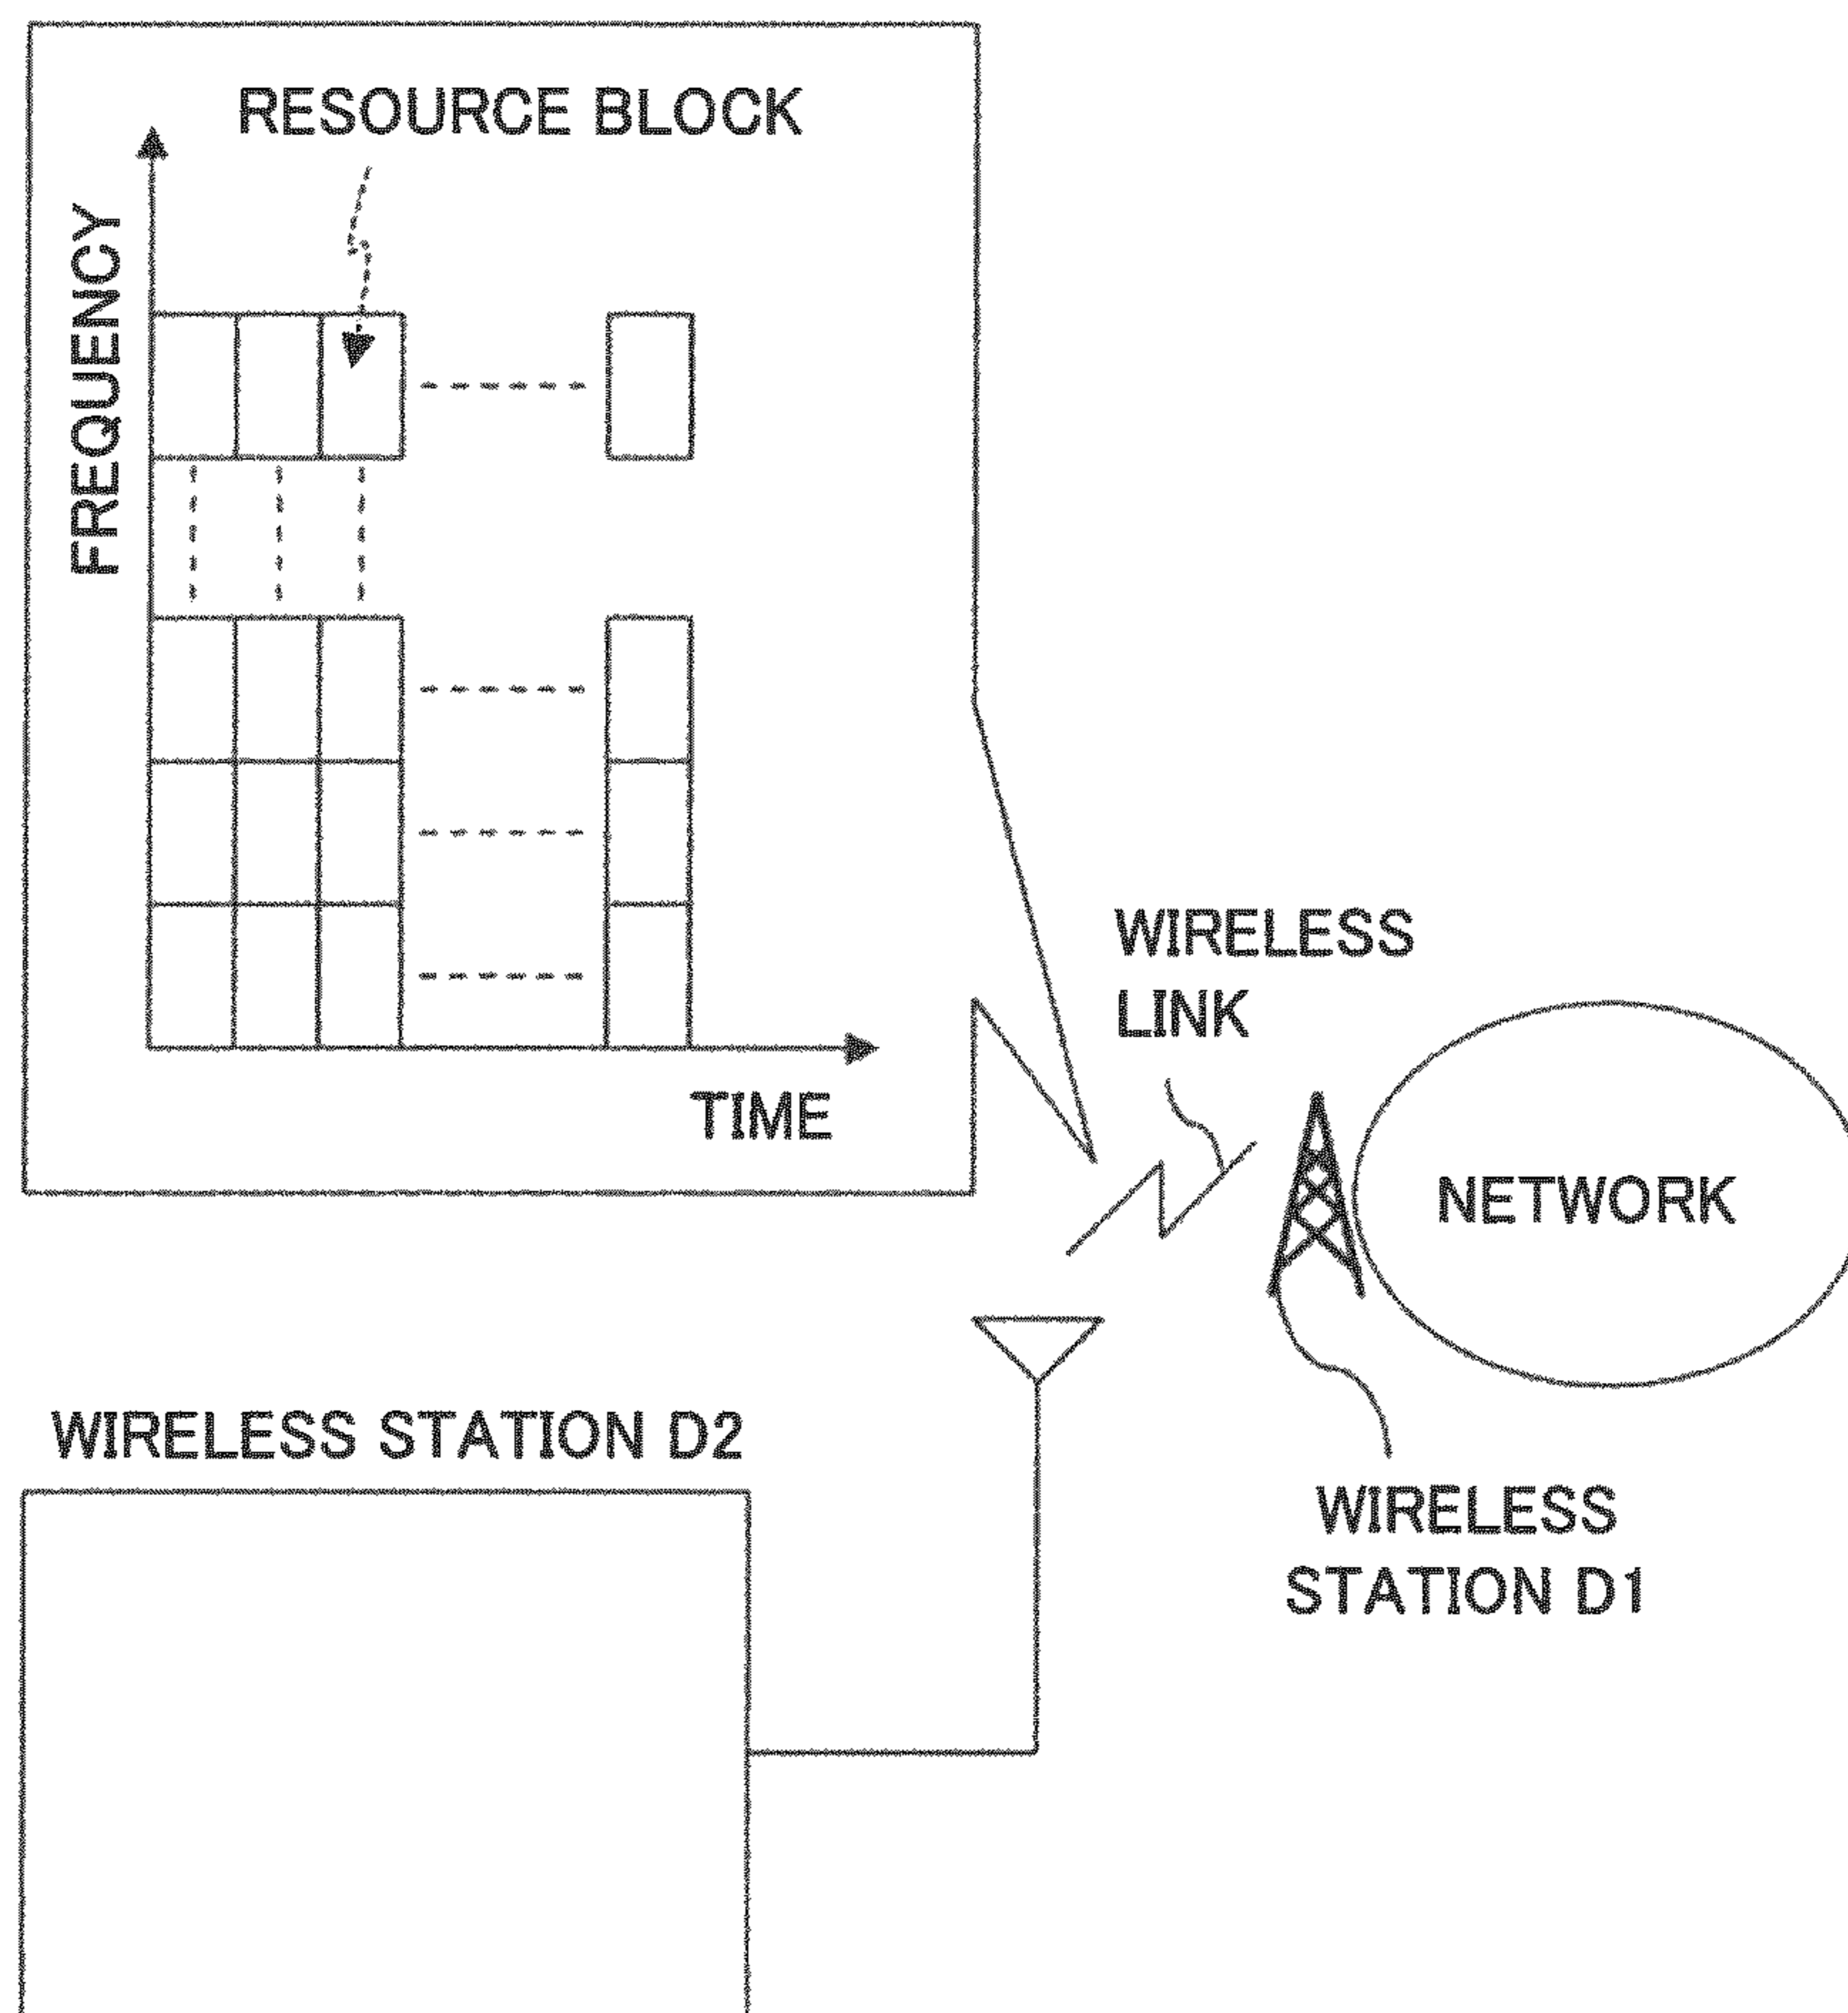 RESOURCE BLOCK
FREQUENCY
TIME
WIRELESS
LINK
NETWORK
WIRELESS STATION D2
WIRELESS
STATION D1